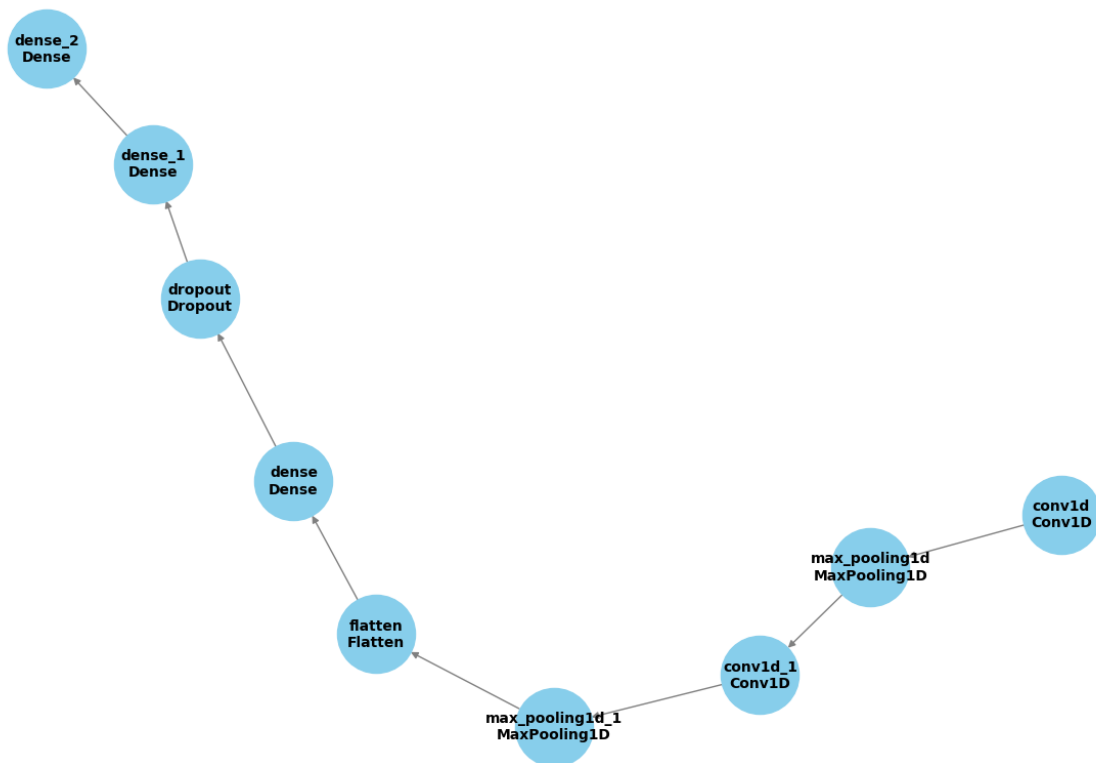 dense_2
Dense
dense_1
Dense
dropout
Dropout
dense
Dense
conv1d
Conv1D
max_pooling1d
MaxPooling1D
flatten
Flatten
conv1d_1
Conv1D
max_pooling1d_1
MaxPooling1D